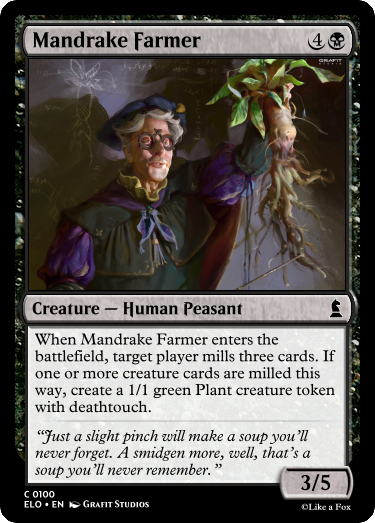 Mandrake Farmer 4
GRAFIT
STUDIO
Creature — Human Peasant
When Mandrake Farmer enters the
battlefield, target player mills three cards. If
one or more creature cards are milled this
way, create a 1/1 green Plant creature token
with deathtouch.
“Just a slight pinch will make a soup you’ll
never forget. A smidgen more, well, that’s a
soup you’ll never remember.”
3/5
C 0100
ELO • EN Grafit Studios
©Like a Fox